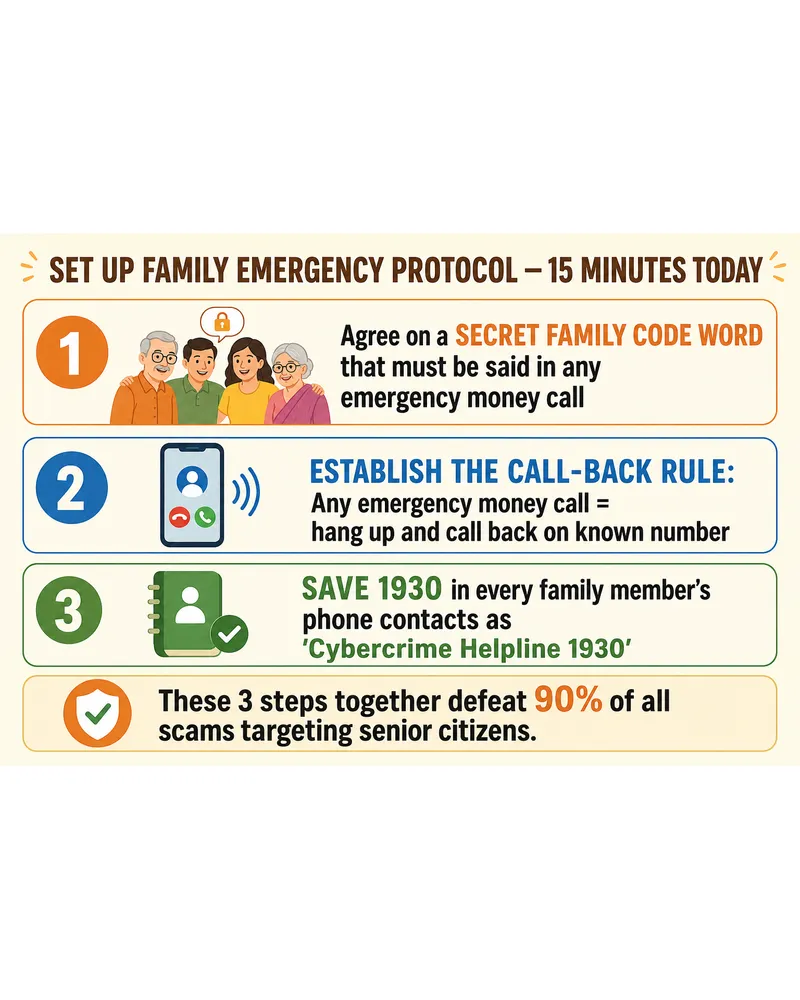 SET UP FAMILY EMERGENCY PROTOCOL – 15 MINUTES TODAY
1
Agree on a SECRET FAMILY CODE WORD
that must be said in any
emergency money call
2
ESTABLISH THE CALL-BACK RULE:
Any emergency money call =
hang up and call back on known number
3
SAVE 1930 in every family member's
phone contacts as
'Cybercrime Helpline 1930'
These 3 steps together defeat 90% of all
scams targeting senior citizens.